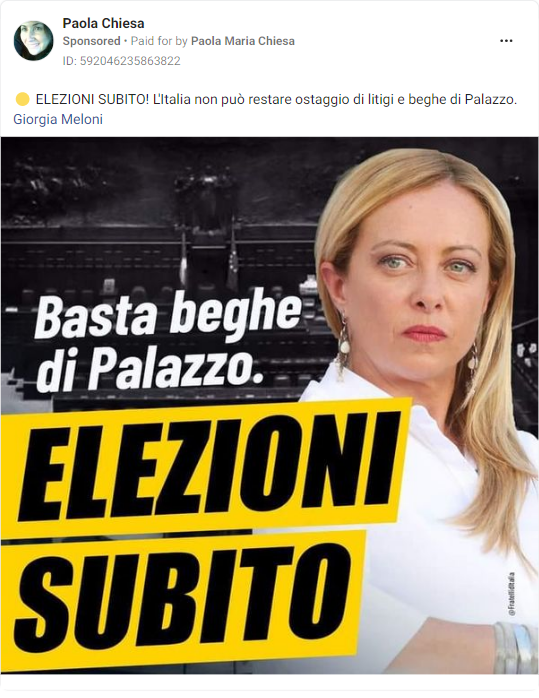 Paola Chiesa
Sponsored • Paid for by Paola Maria Chiesa
ID: 592046235863822
ELEZIONI SUBITO! L'Italia non può restare ostaggio di litigi e beghe di Palazzo.
Giorgia Meloni
Basta beghe
di Palazzo.
ELEZIONI
SUBITO
@FratellidItalia